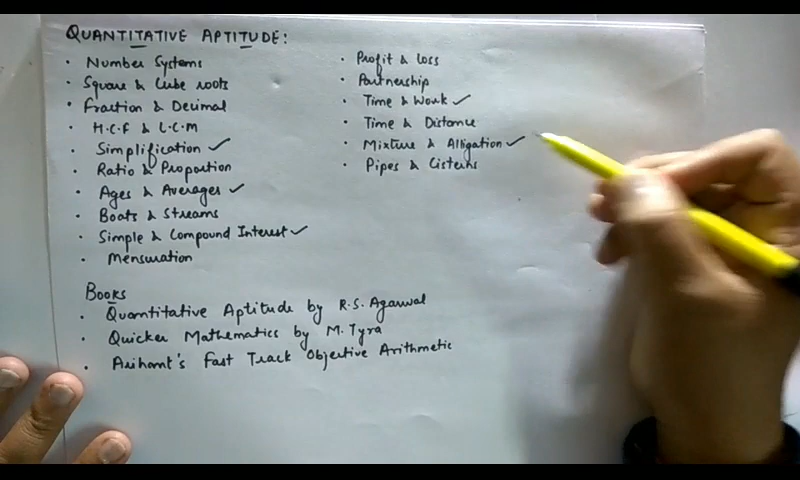 QUANTITATIVE APTITUDE:
· Number Systems
· Square & Cube roots
· Fraction & Decimal
· H.C.F & L.C.M
· Simplification ✓
· Ratio & Proportion
· Ages & Averages ✓
· Boats & Streams
· Simple & Compound Interest ✓
· Mensuration
· Profit & Loss
· Partnership
· Time & Work ✓
· Time & Distance
· Mixture & Alligation ✓
· Pipes & Cisterns
Books
· Quantitative Aptitude by R.S. Agarwal
· Quicker Mathematics by M. Tyra
· Arihant's Fast Track Objective Arithmetic